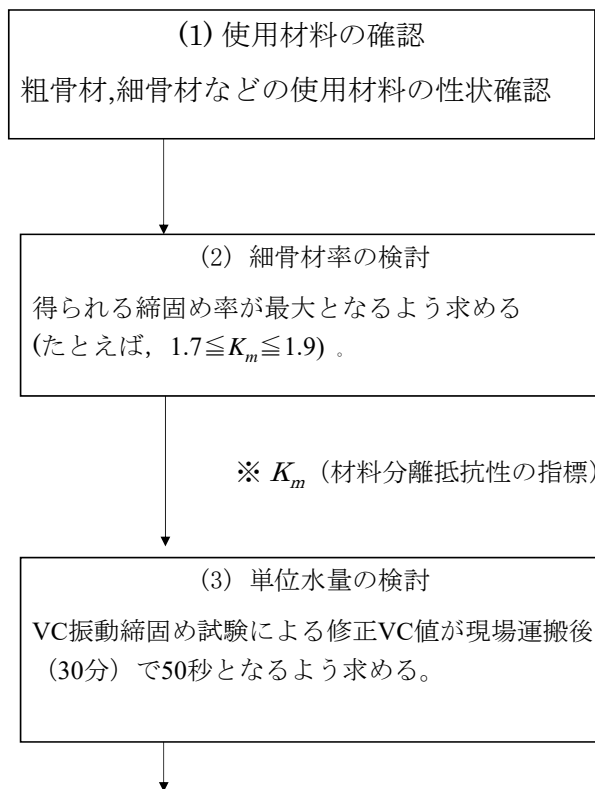 (1) 使用材料の確認
粗骨材,細骨材などの使用材料の性状確認
(2) 細骨材率の検討
得られる締固め率が最大となるよう求める
(たとえば，1.7≦Km≦1.9) 。
※ Km（材料分離抵抗性の指標）
(3) 単位水量の検討
VC振動締固め試験による修正VC値が現場運搬後
（30分）で50秒となるよう求める。